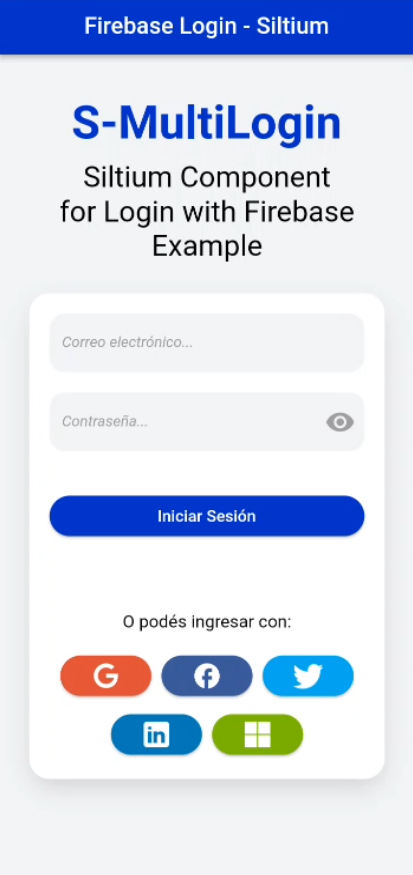 Firebase Login - Siltium
S-MultiLogin
Siltium Component
for Login with Firebase
Example
Correo electrónico...
Contraseña...
Iniciar Sesión
O podés ingresar con:
G
f
in